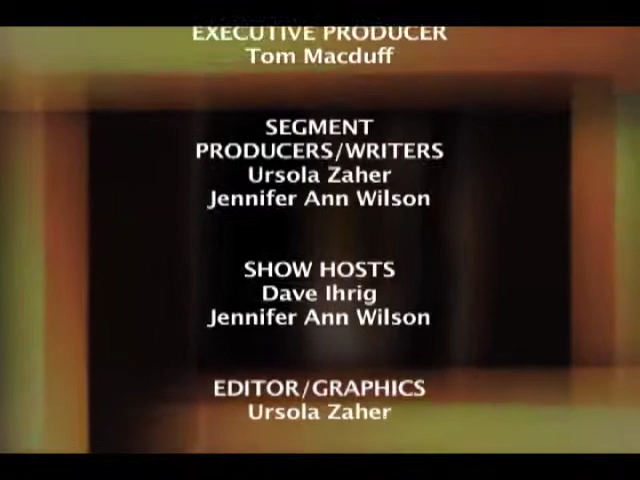 EXECUTIVE PRODUCER
Tom Macduff
SEGMENT
PRODUCERS/WRITERS
Ursola Zaher
Jennifer Ann Wilson
SHOW HOSTS
Dave Ihrig
Jennifer Ann Wilson
EDITOR/GRAPHICS
Ursola Zaher